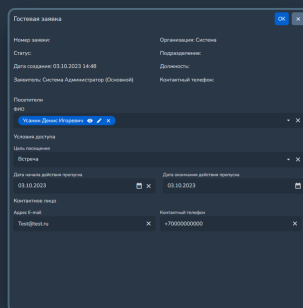 Гостевая заявка
ОК
Номер заявки:
Организация: Система
Статус:
Подразделение:
Дата создания: 03.10.2023 14:48
Должность:
Заявитель: Система Администратор (Основной)
Контактный телефон:
Посетители
ФИО
Усанин Денис Игоревич
Условия доступа
Цель посещения
Встреча
Дата начала действия пропуска
Дата окончания действия пропуска
03.10.2023
03.10.2023
Контактное лицо
Адрес E-mail
Контактный телефон
Test@test.ru
+70000000000